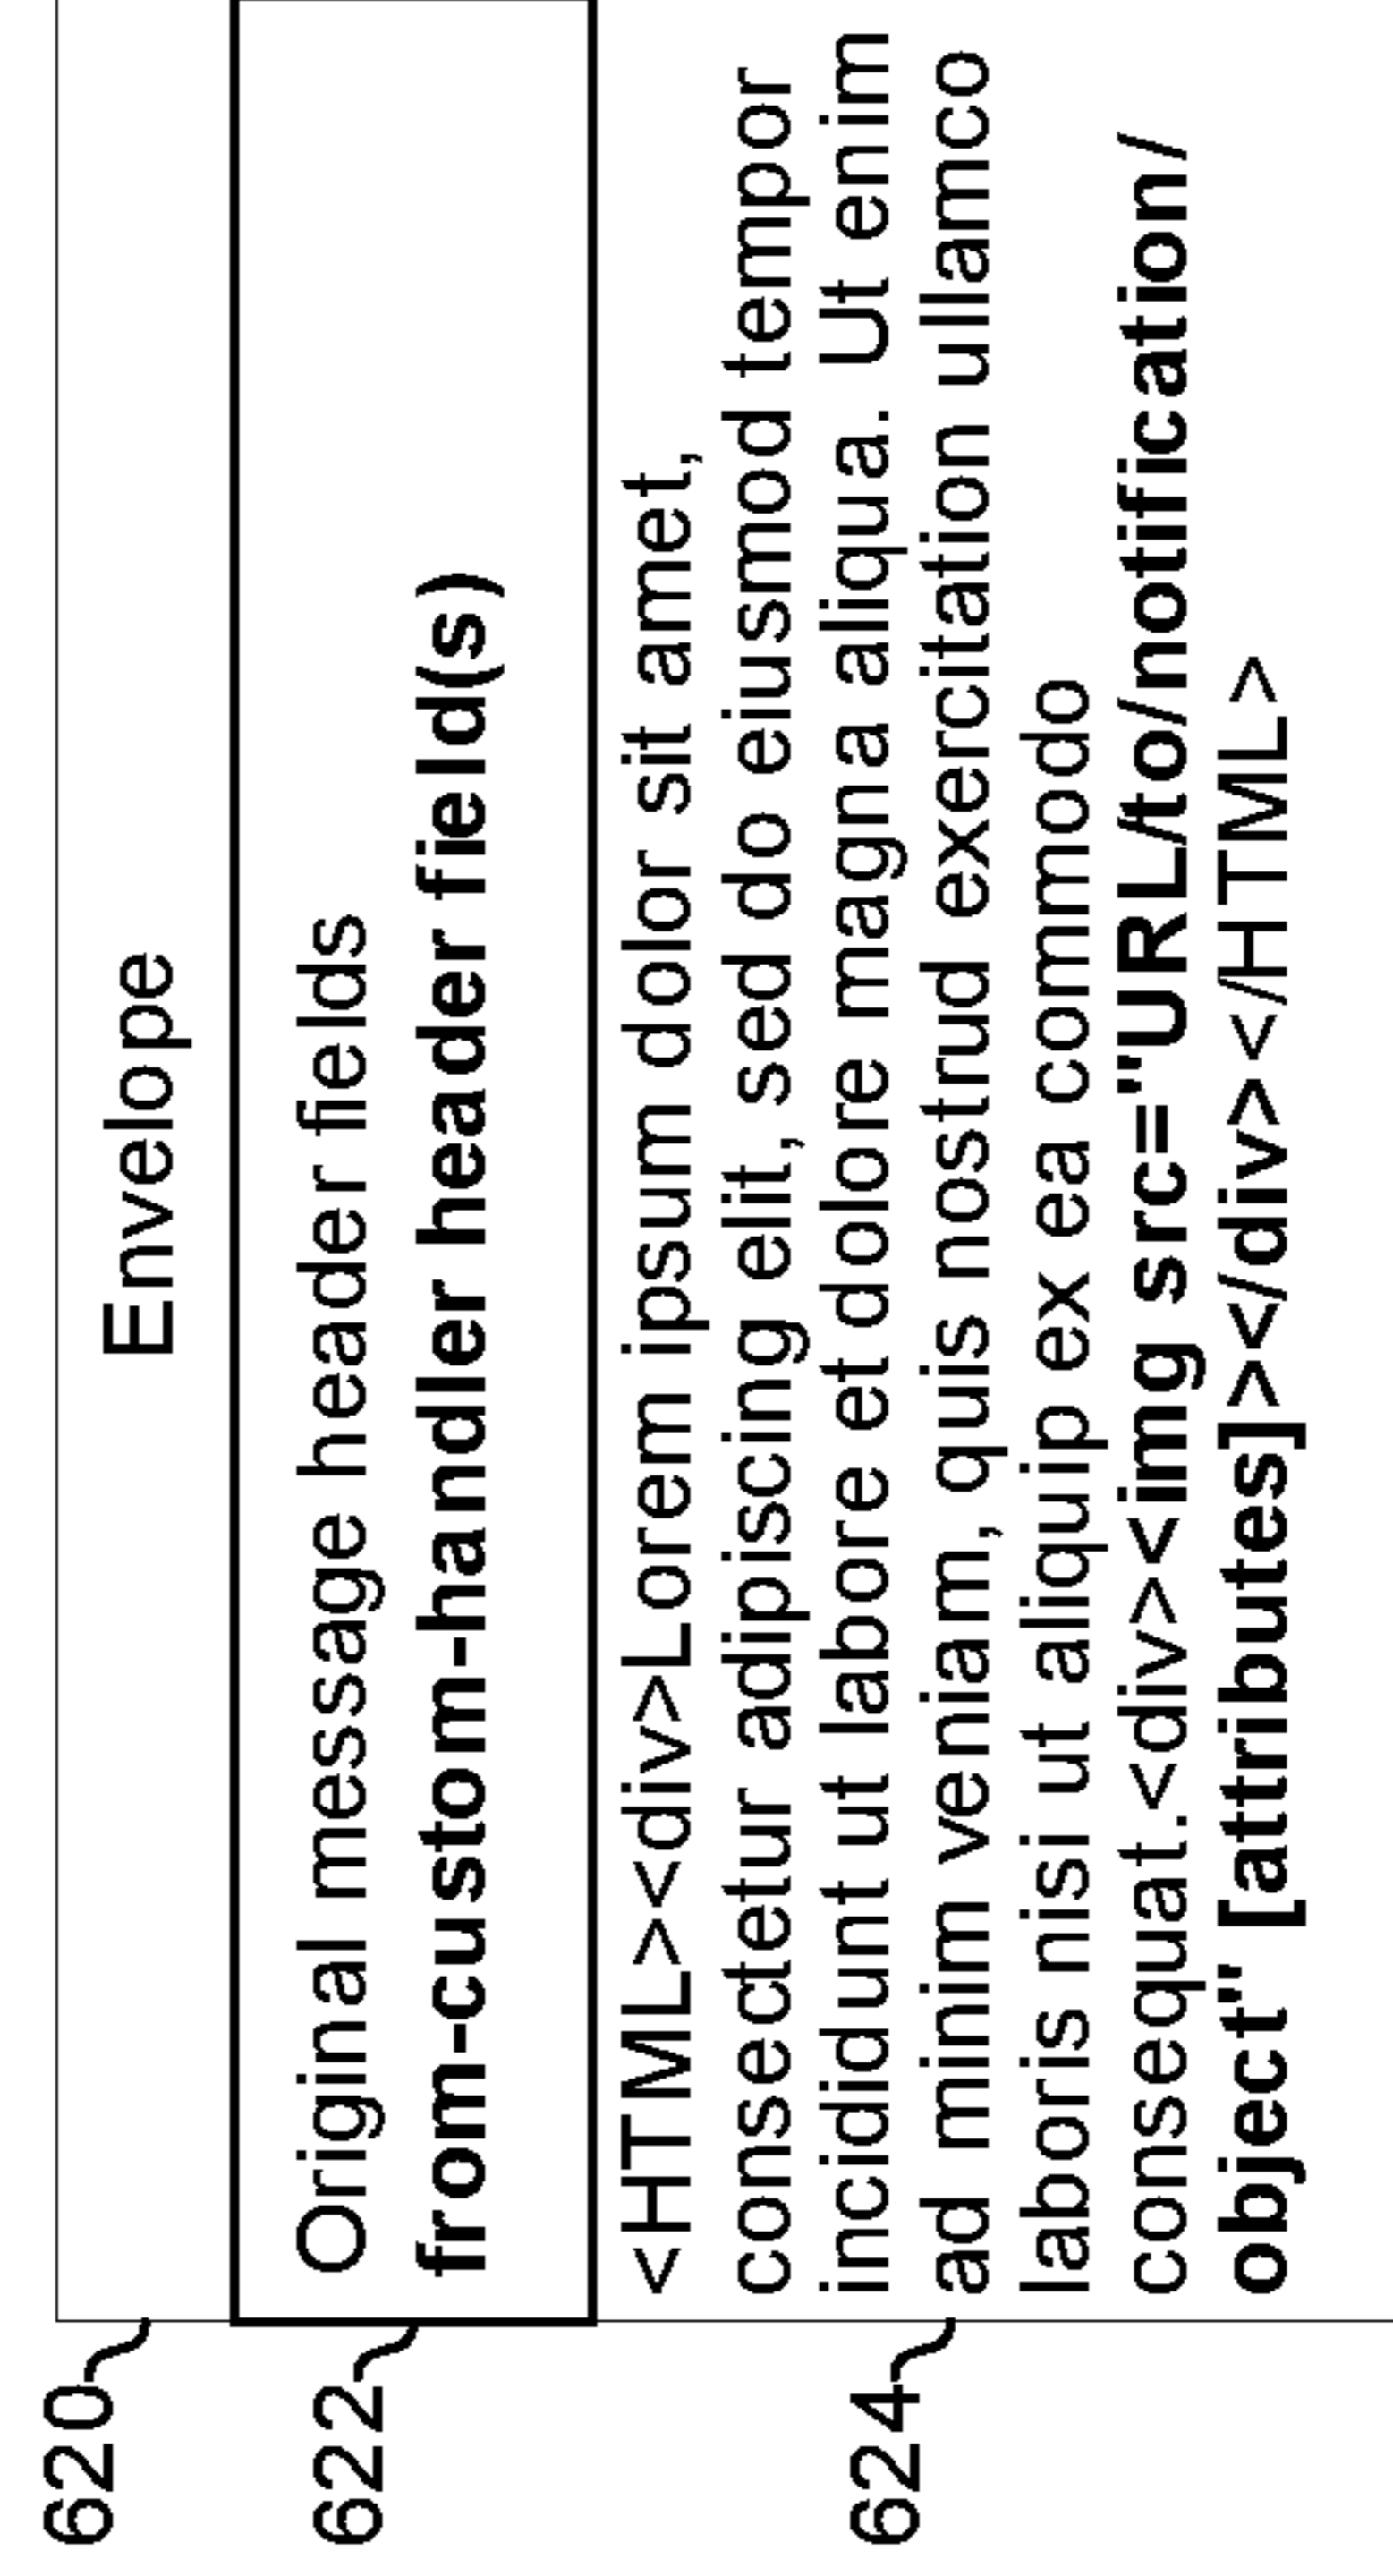 620
Envelope
622
Original message header fields
from-custom-handler header field(s)
624
<HTML><div>Lorem ipsum dolor sit amet,
consectetur adipiscing elit, sed do eiusmod tempor
incididunt ut labore et dolore magna aliqua. Ut enim
ad minim veniam, quis nostrud exercitation ullamco
laboris nisi ut aliquip ex ea commodo
consequat.<div><img src="URL/to/notification/
object" [attributes]></div></HTML>